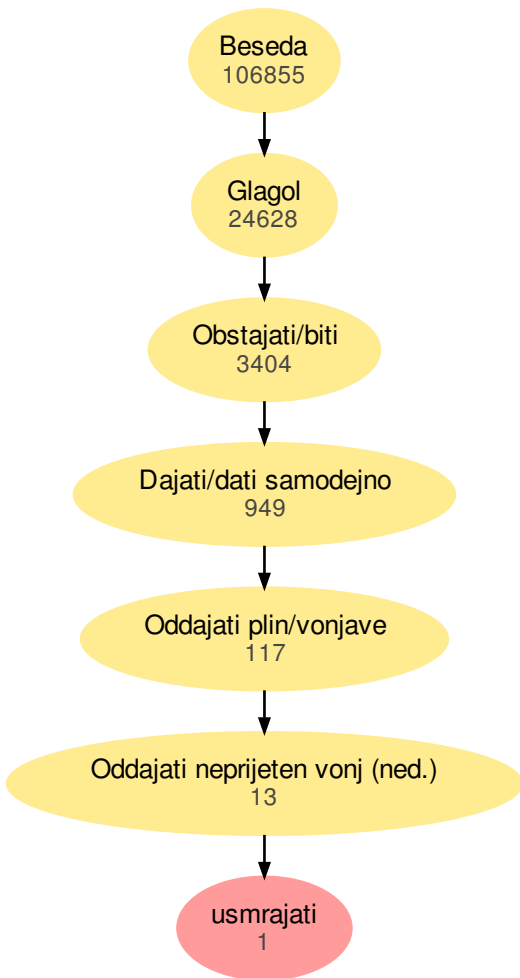 Beseda
106855
Glagol
24628
Obstajati/biti
3404
Dajati/dati samodejno
949
Oddajati plin/vonjave
117
Oddajati neprijeten vonj (ned.)
13
usmrajati
1